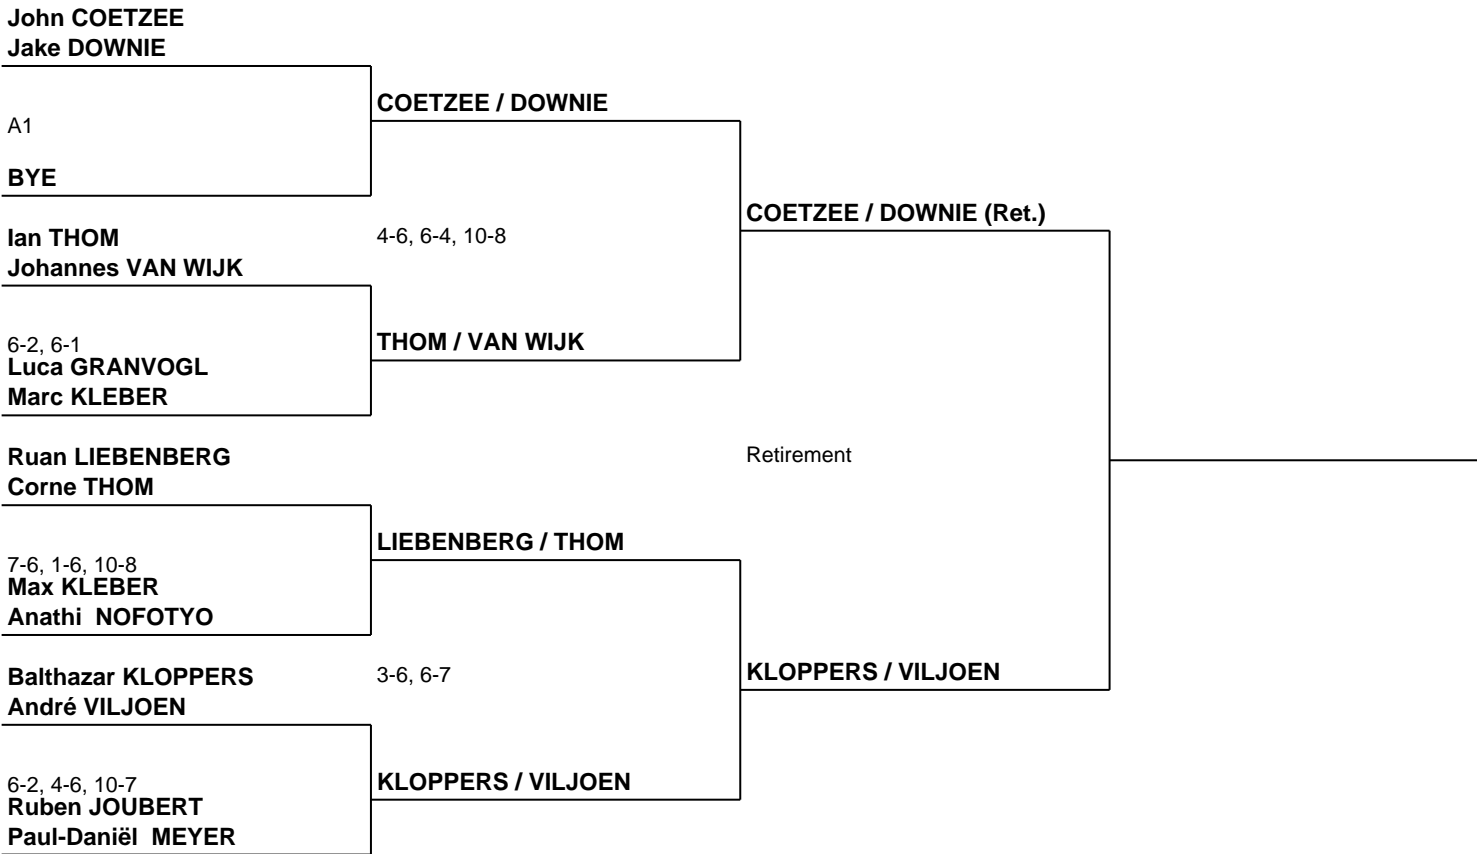 John COETZEE
Jake DOWNIE
COETZEE / DOWNIE
A1
BYE
COETZEE / DOWNIE (Ret.)
Ian THOM
Johannes VAN WIJK
4-6, 6-4, 10-8
6-2, 6-1
Luca GRANVOGL
Marc KLEBER
THOM / VAN WIJK
Ruan LIEBENBERG
Corne THOM
Retirement
LIEBENBERG / THOM
7-6, 1-6, 10-8
Max KLEBER
Anathi  NOFOTYO
Balthazar KLOPPERS
André VILJOEN
3-6, 6-7
KLOPPERS / VILJOEN
6-2, 4-6, 10-7
Ruben JOUBERT
Paul-Daniël  MEYER
KLOPPERS / VILJOEN